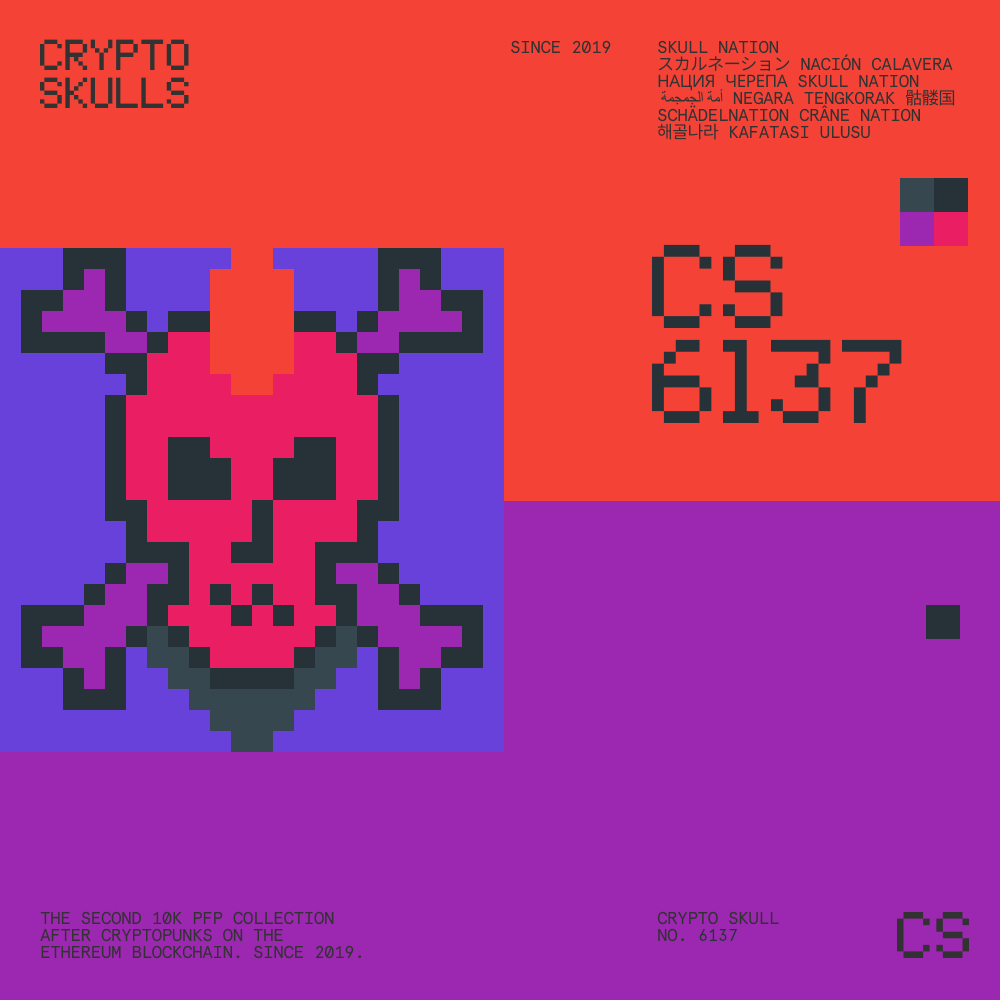 CRYPTO
SKULLS
SINCE 2019
SKULL NATION
スカルネーション NACIÓN CALAVERA
НАЦИЯ ЧЕРЕПА SKULL NATION
أمة الجمجمة NEGARA TENGKORAK 骷髅国
SCHÄDELNATION CRÂNE NATION
해골나라 KAFATASI ULUSU
CS
6137
THE SECOND 10K PFP COLLECTION
AFTER CRYPTOPUNKS ON THE
ETHEREUM BLOCKCHAIN. SINCE 2019.
CRYPTO SKULL
NO. 6137
CS